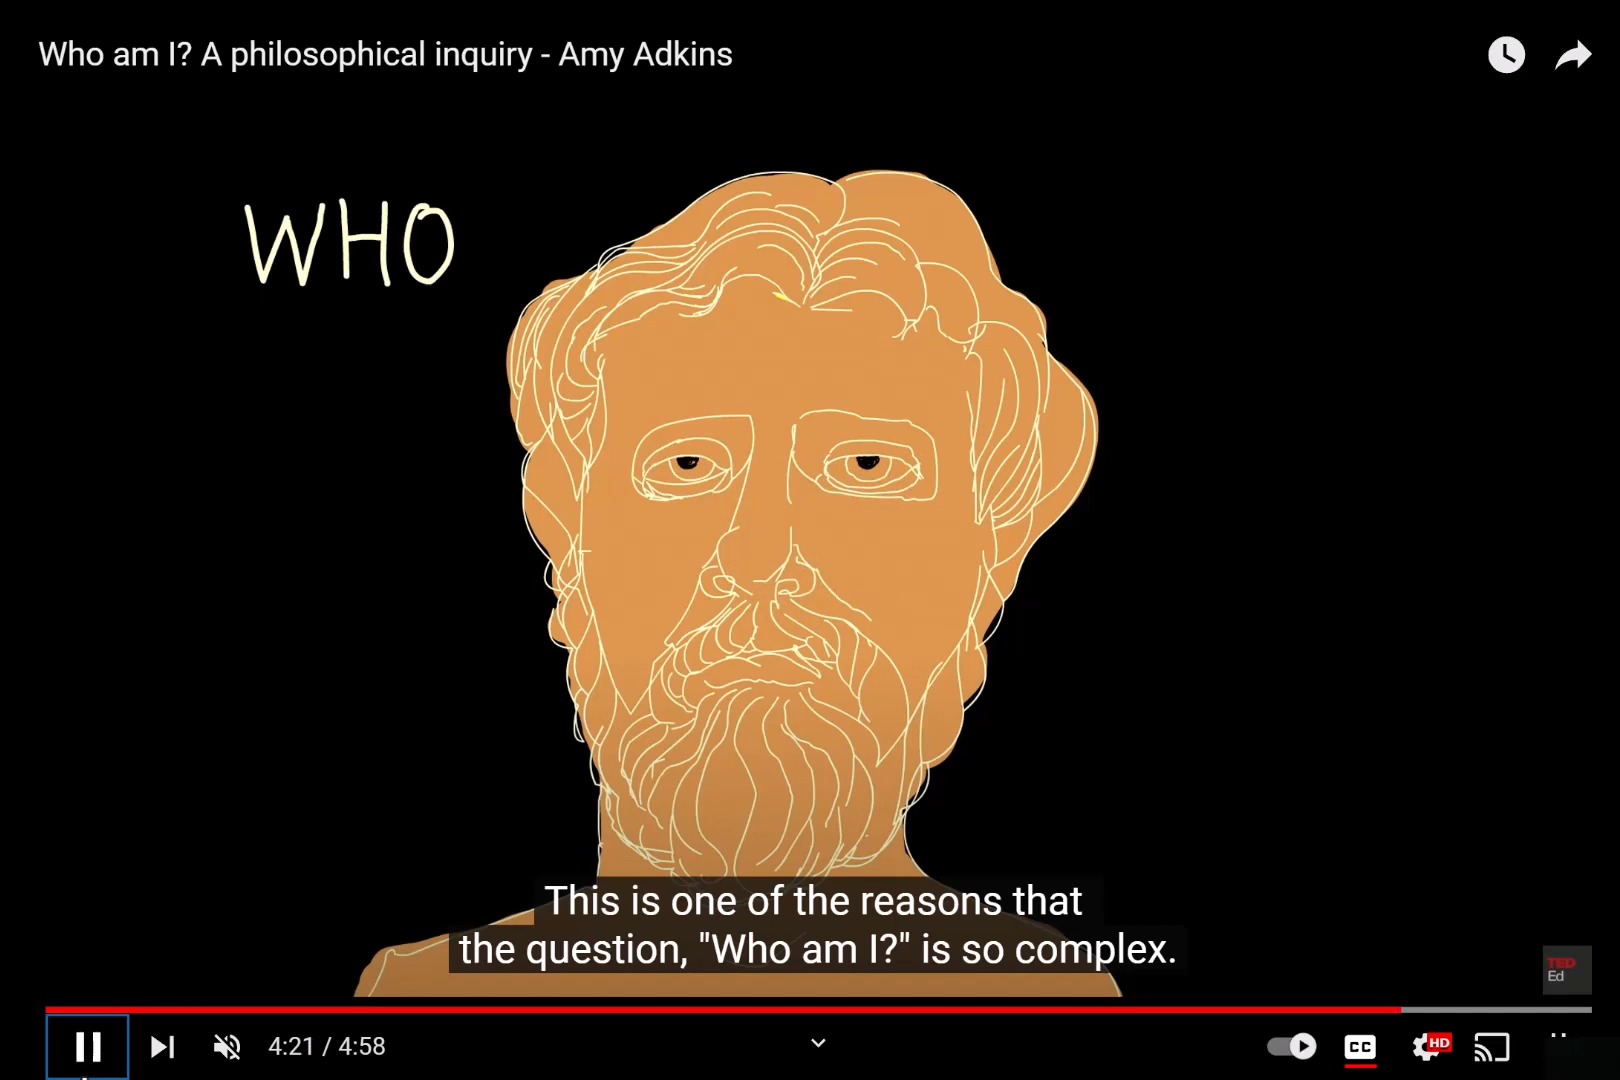 Who am I? A philosophical inquiry - Amy Adkins
WHO
This is one of the reasons that
the question, "Who am I?" is so complex.
TED
Ed
4:21 / 4:58
CC
HD